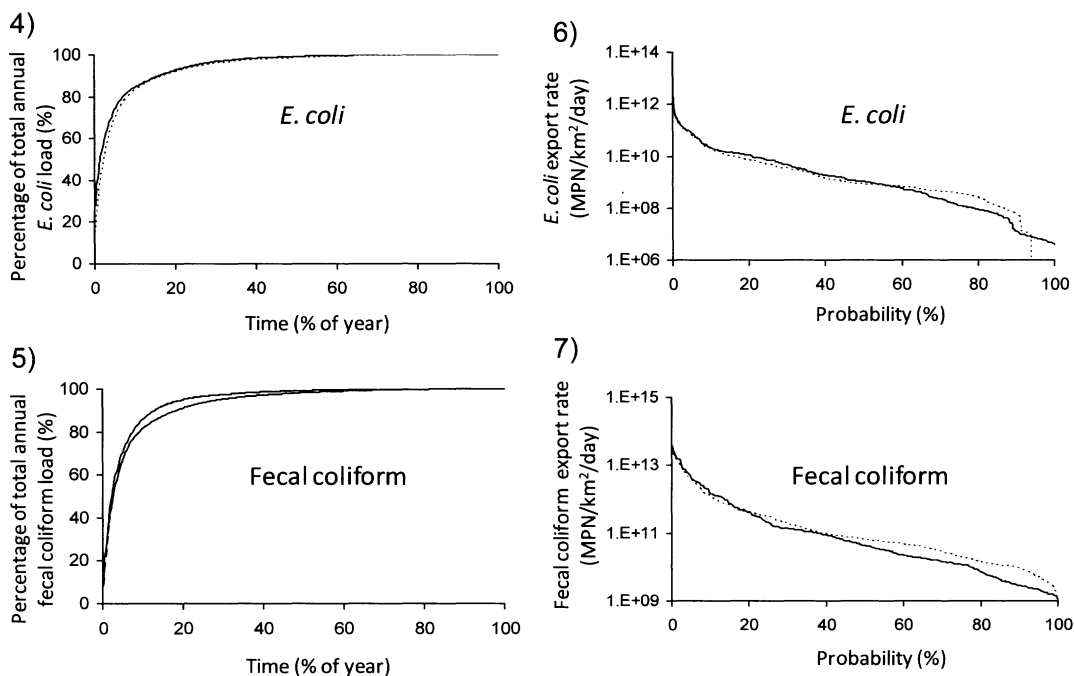 4)
Percentage of total annual
E. coli load (%)
100
80
60
40
20
0
E. coli
0 20 40 60 80 100
Time (% of year)
6)
E. coli export rate
(MPN/km²/day)
1.E+14
1.E+12
1.E+10
1.E+08
1.E+06
E. coli
0 20 40 60 80 100
Probability (%)
5)
Percentage of total annual
fecal coliform load (%)
100
80
60
40
20
0
Fecal coliform
0 20 40 60 80 100
Time (% of year)
7)
Fecal coliform export rate
(MPN/km²/day)
1.E+15
1.E+13
1.E+11
1.E+09
Fecal coliform
0 20 40 60 80 100
Probability (%)